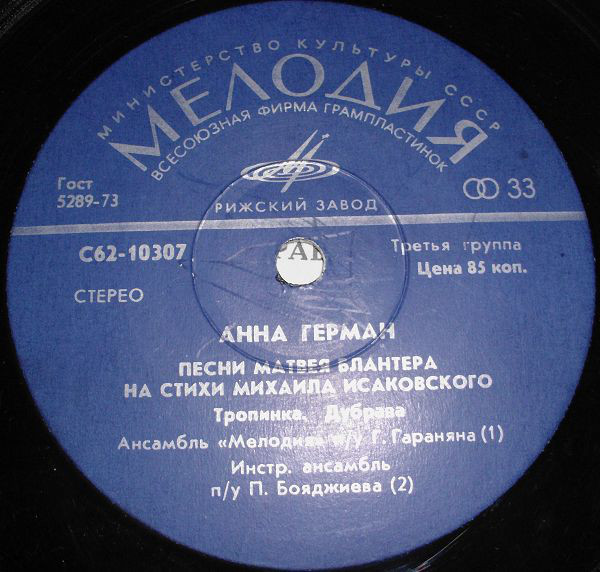 МИНИСТЕРСТВО КУЛЬТУРЫ СССР
МЕЛОДИЯ
ВСЕСОЮЗНАЯ ФИРМА ГРАМПЛАСТИНОК
Гост
5289-73
33
РИЖСКИЙ ЗАВОД
С62-10307
Третья группа
Цена 85 коп.
СТЕРЕО
АННА ГЕРМАН
ПЕСНИ МАТВЕЯ БЛАНТЕРА
НА СТИХИ МИХАИЛА ИСАКОВСКОГО
Тропинка. Дубрава
Ансамбль «Мелодия» п/у Г. Гараняна (1)
Инстр. ансамбль
п/у П. Бояджиева (2)